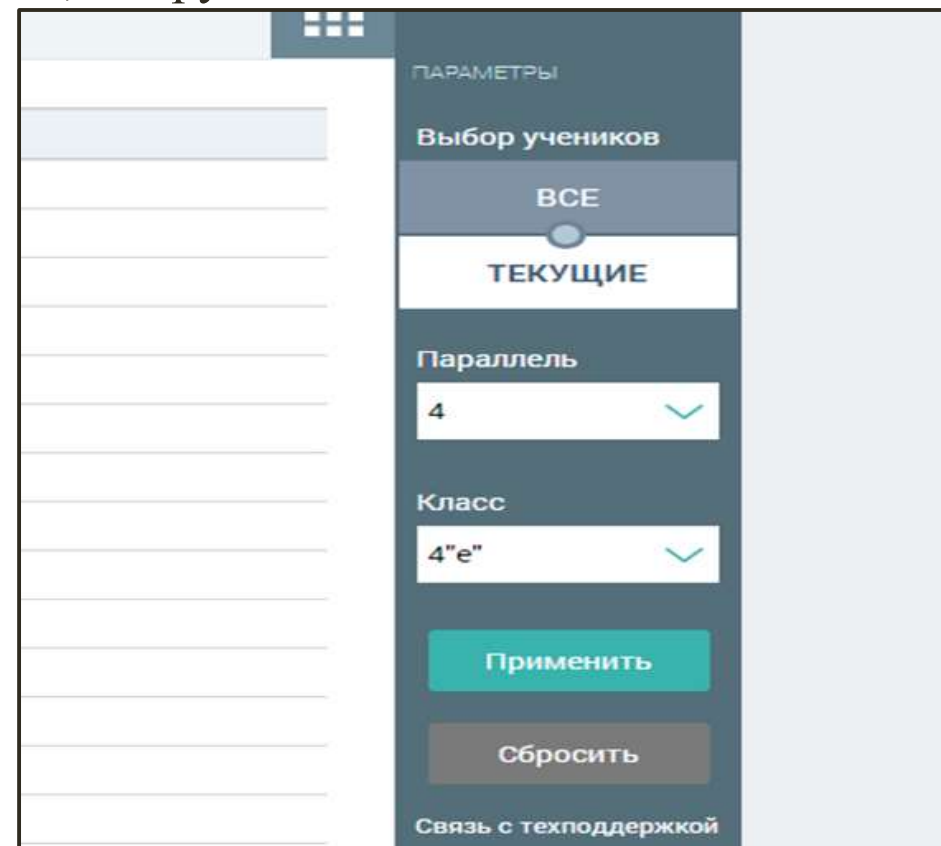 ПАРАМЕТРЫ
Выбор учеников
ВСЕ
ТЕКУЩИЕ
Параллель
4
Класс
4"е"
Применить
Сбросить
Связь с техподдержкой